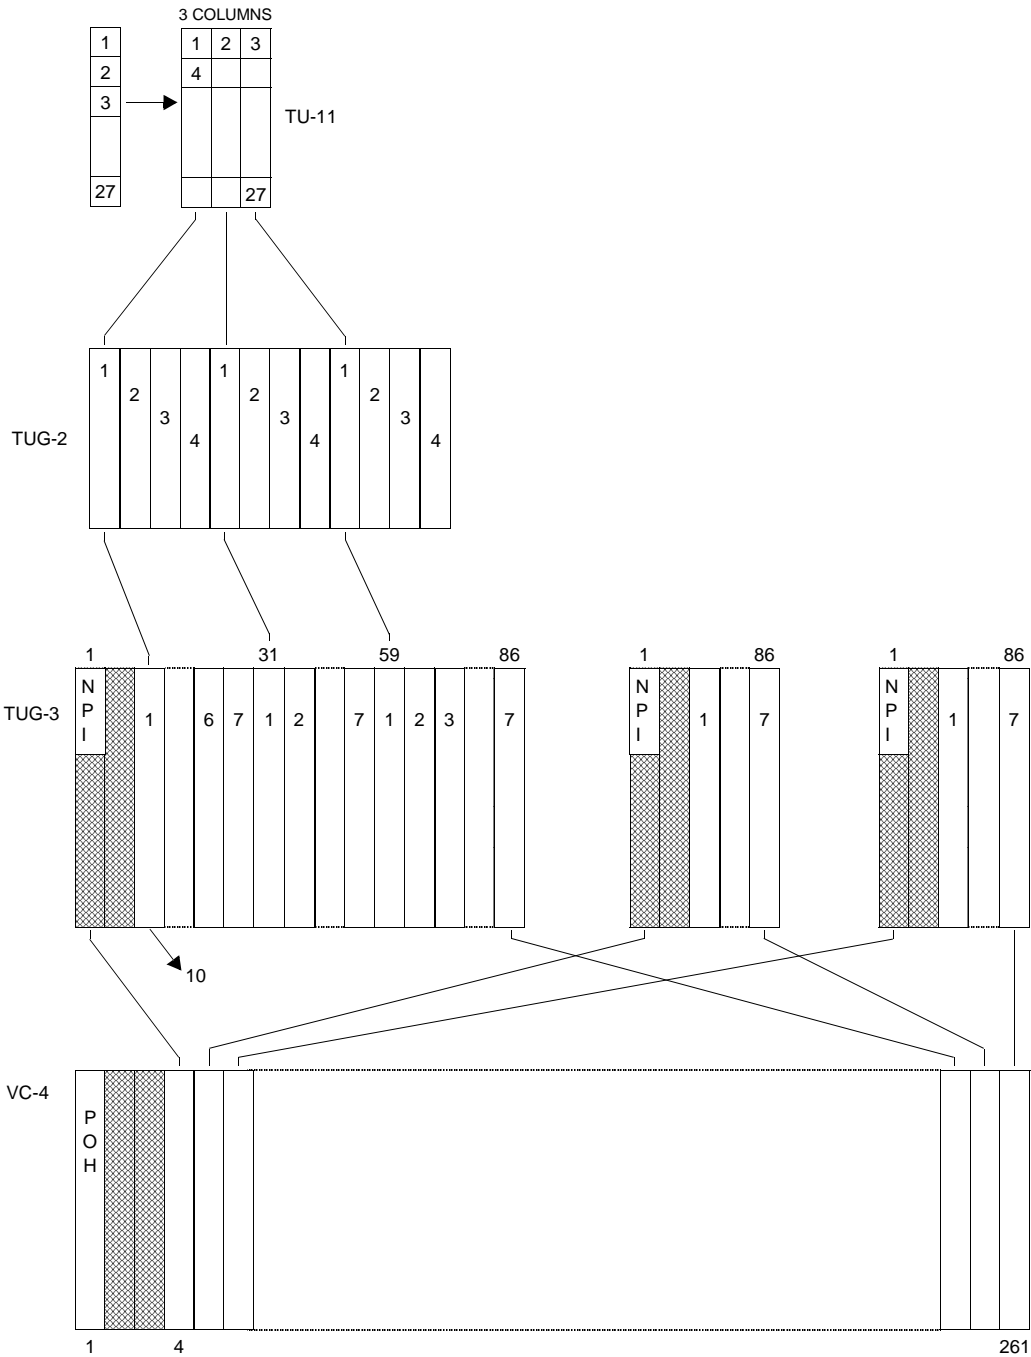 3 COLUMNS
1 1 2 3
2 4
3
TU-11
27 27
1 1 1
2 2 2
3 3 3
TUG-2 4 4 4
1 31 59 86 1 86 1 86
N N N
TUG-3 P 1 6 7 1 2 7 1 2 3 7 P 1 7 P 1 7
I I I
10
VC-4
P
O
H
1 4 261